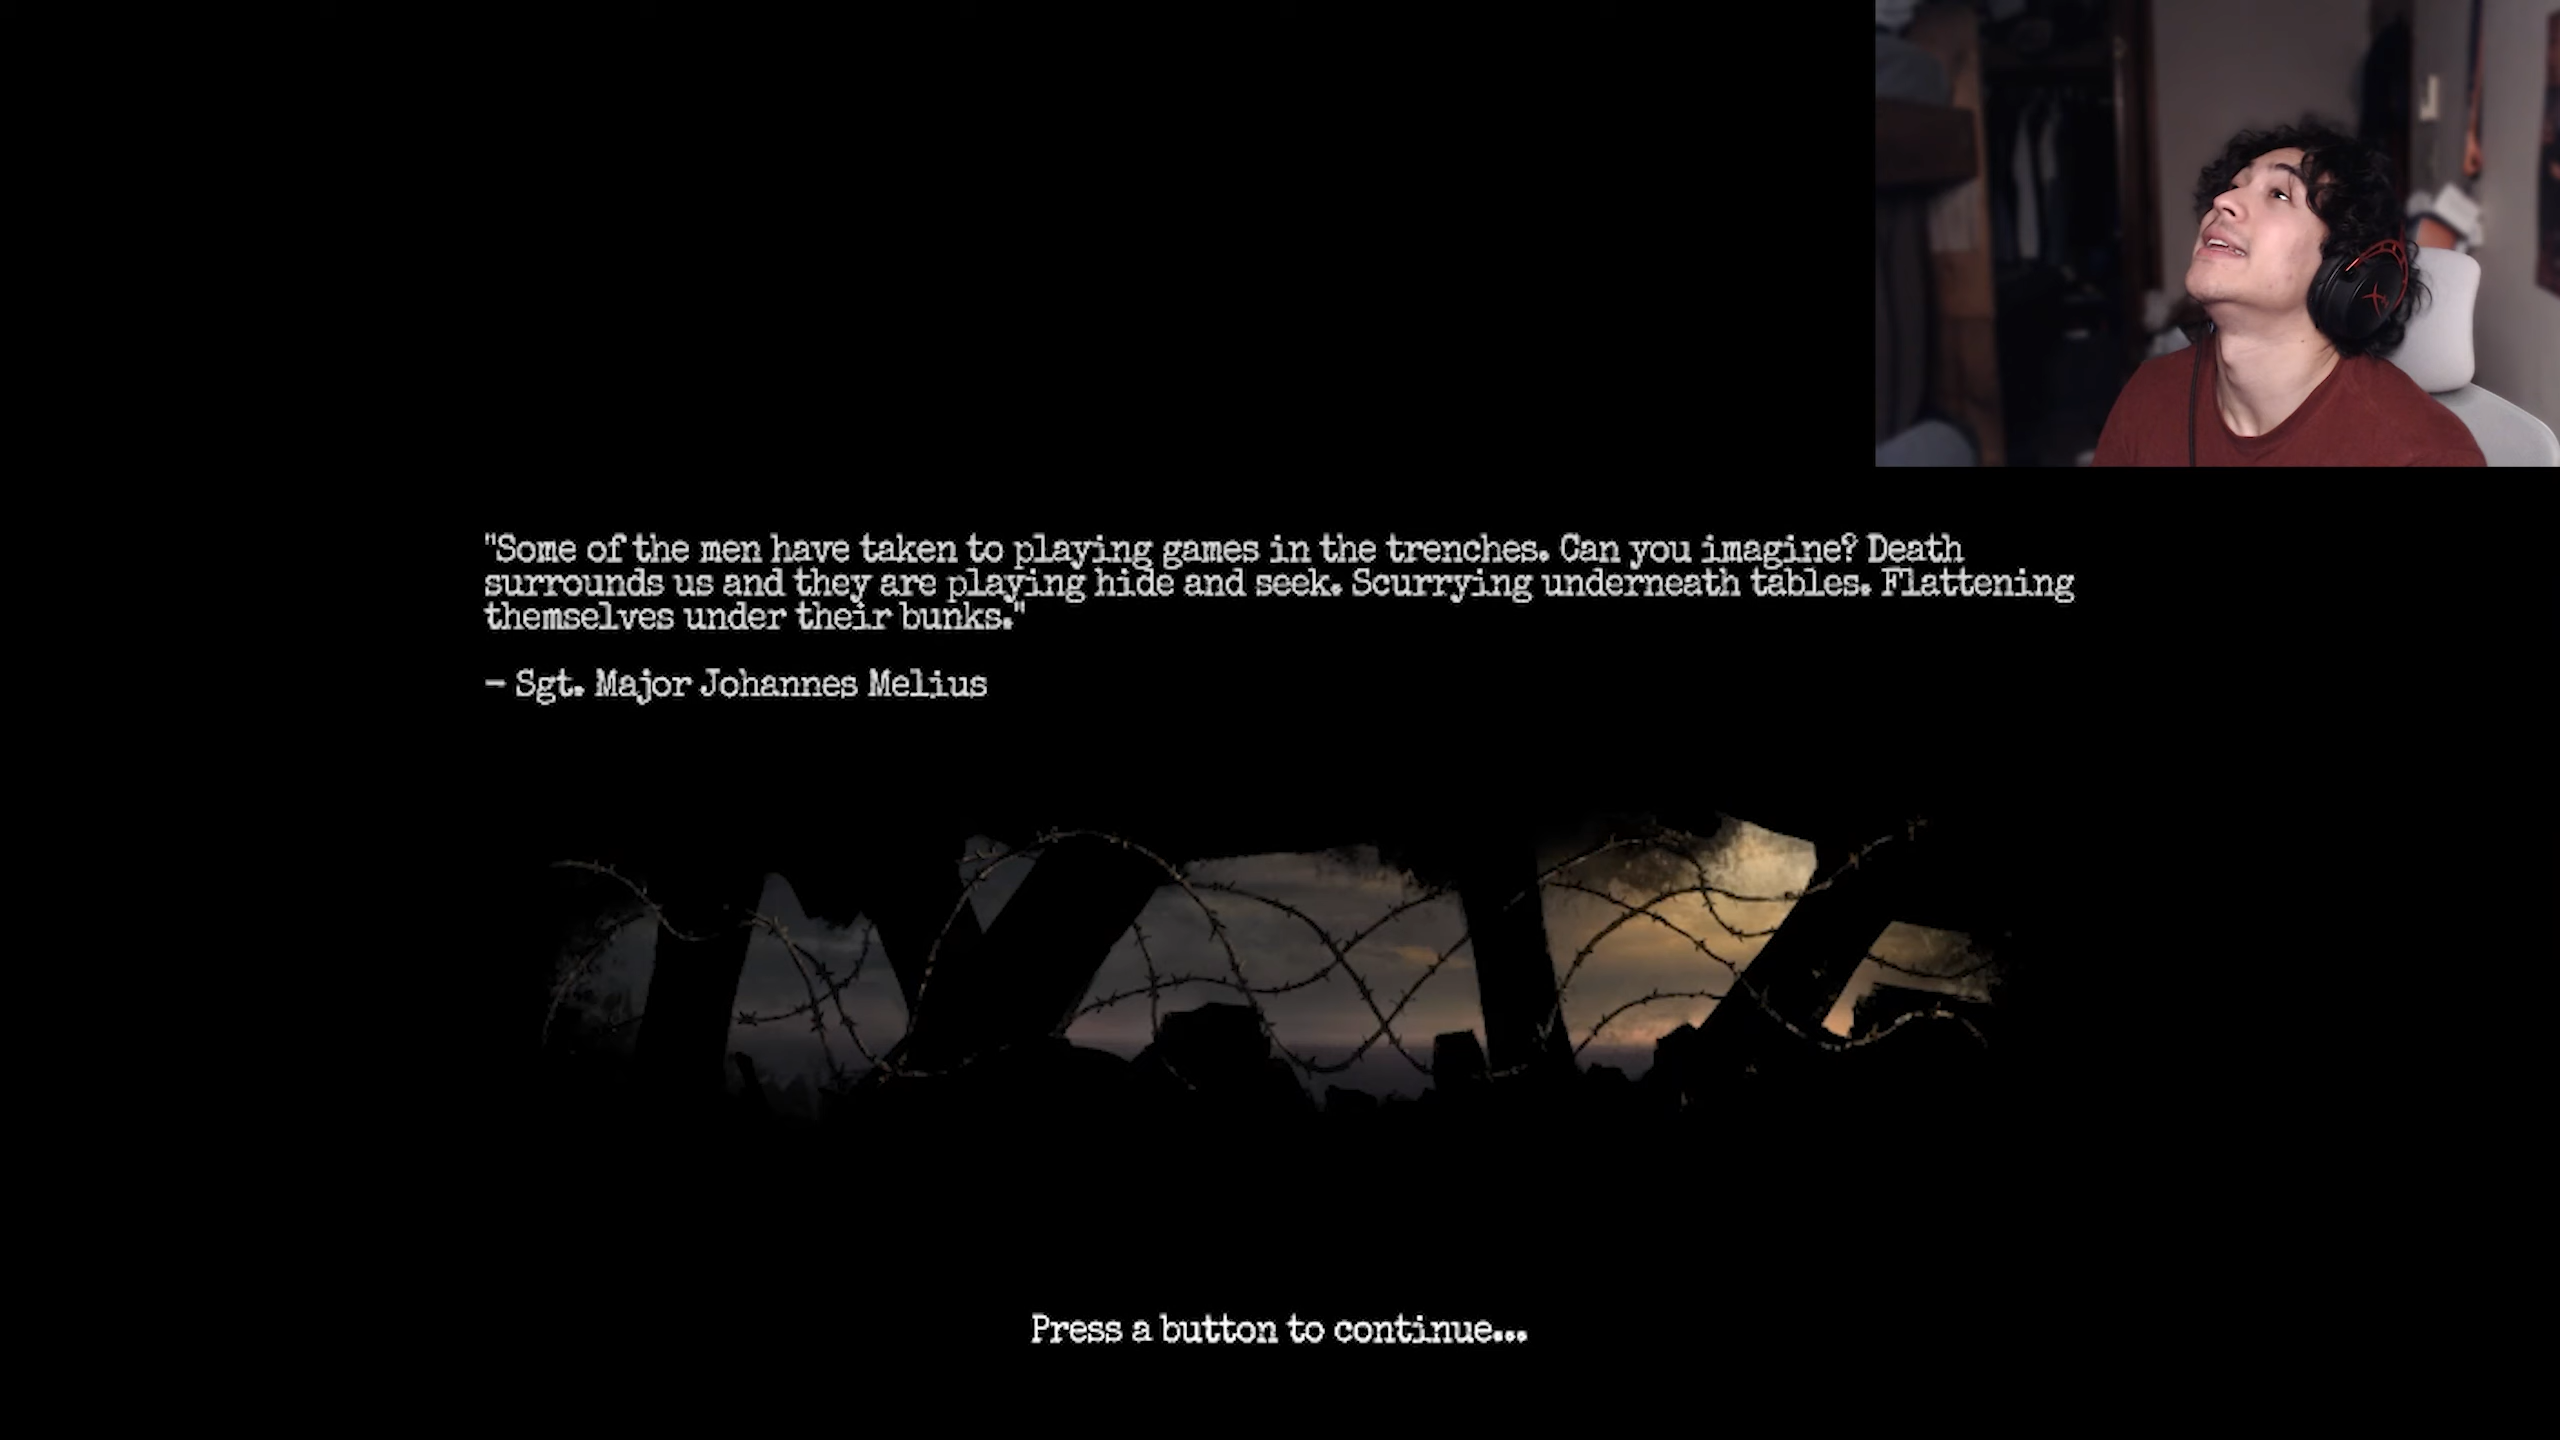 "Some of the men have taken to playing games in the trenches. Can you imagine? Death
surrounds us and they are playing hide and seek. Scurrying underneath tables. Flattening
themselves under their bunks."
- Sgt. Major Johannes Melius
Press a button to continue...